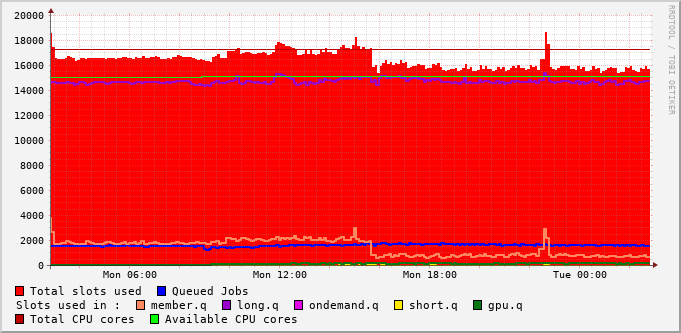 20000
18000
16000
14000
12000
10000
8000
6000
4000
2000
0
Mon 06:00 Mon 12:00 Mon 18:00 Tue 00:00
RRDTOOL / TOBI OETIKER
Total slots used Queued Jobs
Slots used in : member.q long.q ondemand.q short.q gpu.q
Total CPU cores Available CPU cores